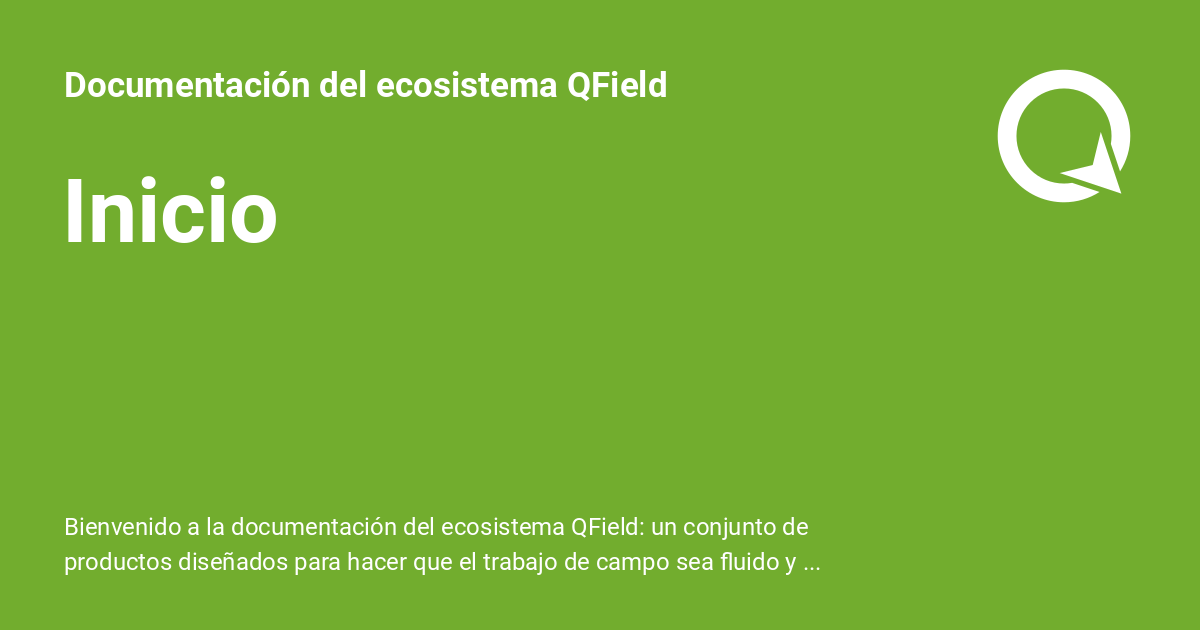 Documentación del ecosistema QField
Inicio
Bienvenido a la documentación del ecosistema QField: un conjunto de
productos diseñados para hacer que el trabajo de campo sea fluido y ...